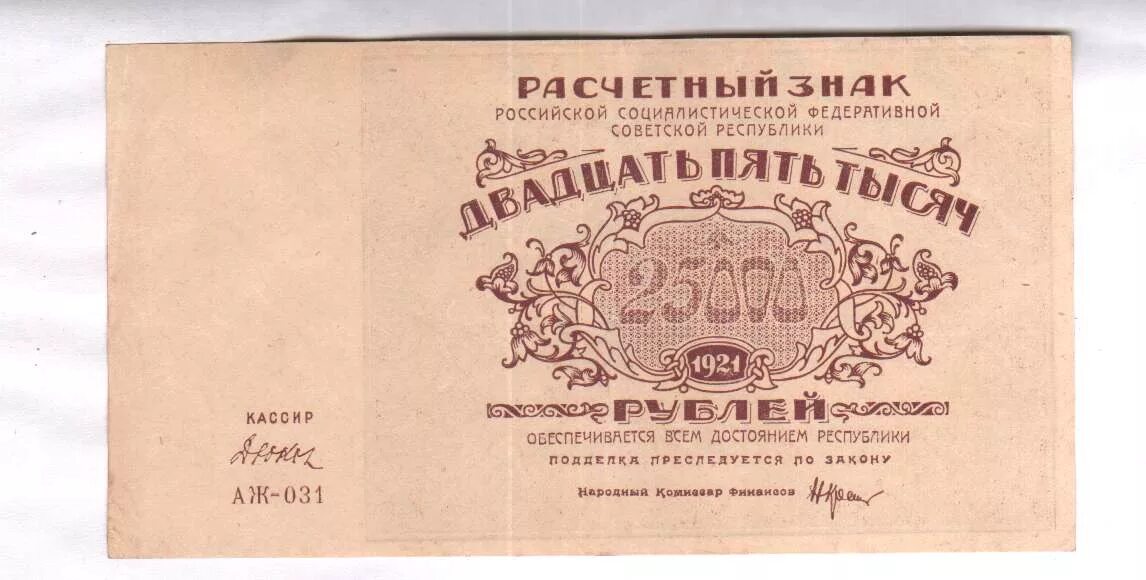 РАСЧЕТНЫЙ ЗНАК
РОССИЙСКОЙ СОЦИАЛИСТИЧЕСКОЙ ФЕДЕРАТИВНОЙ
СОВЕТСКОЙ РЕСПУБЛИКИ
ДВАДЦАТЬ ПЯТЬ ТЫСЯЧ
25000
1921
РУБЛЕЙ
ОБЕСПЕЧИВАЕТСЯ ВСЕМ ДОСТОЯНИЕМ РЕСПУБЛИКИ
ПОДДЕЛКА ПРЕСЛЕДУЕТСЯ ПО ЗАКОНУ
Народный Комиссар Финансов
КАССИР
АЖ-031